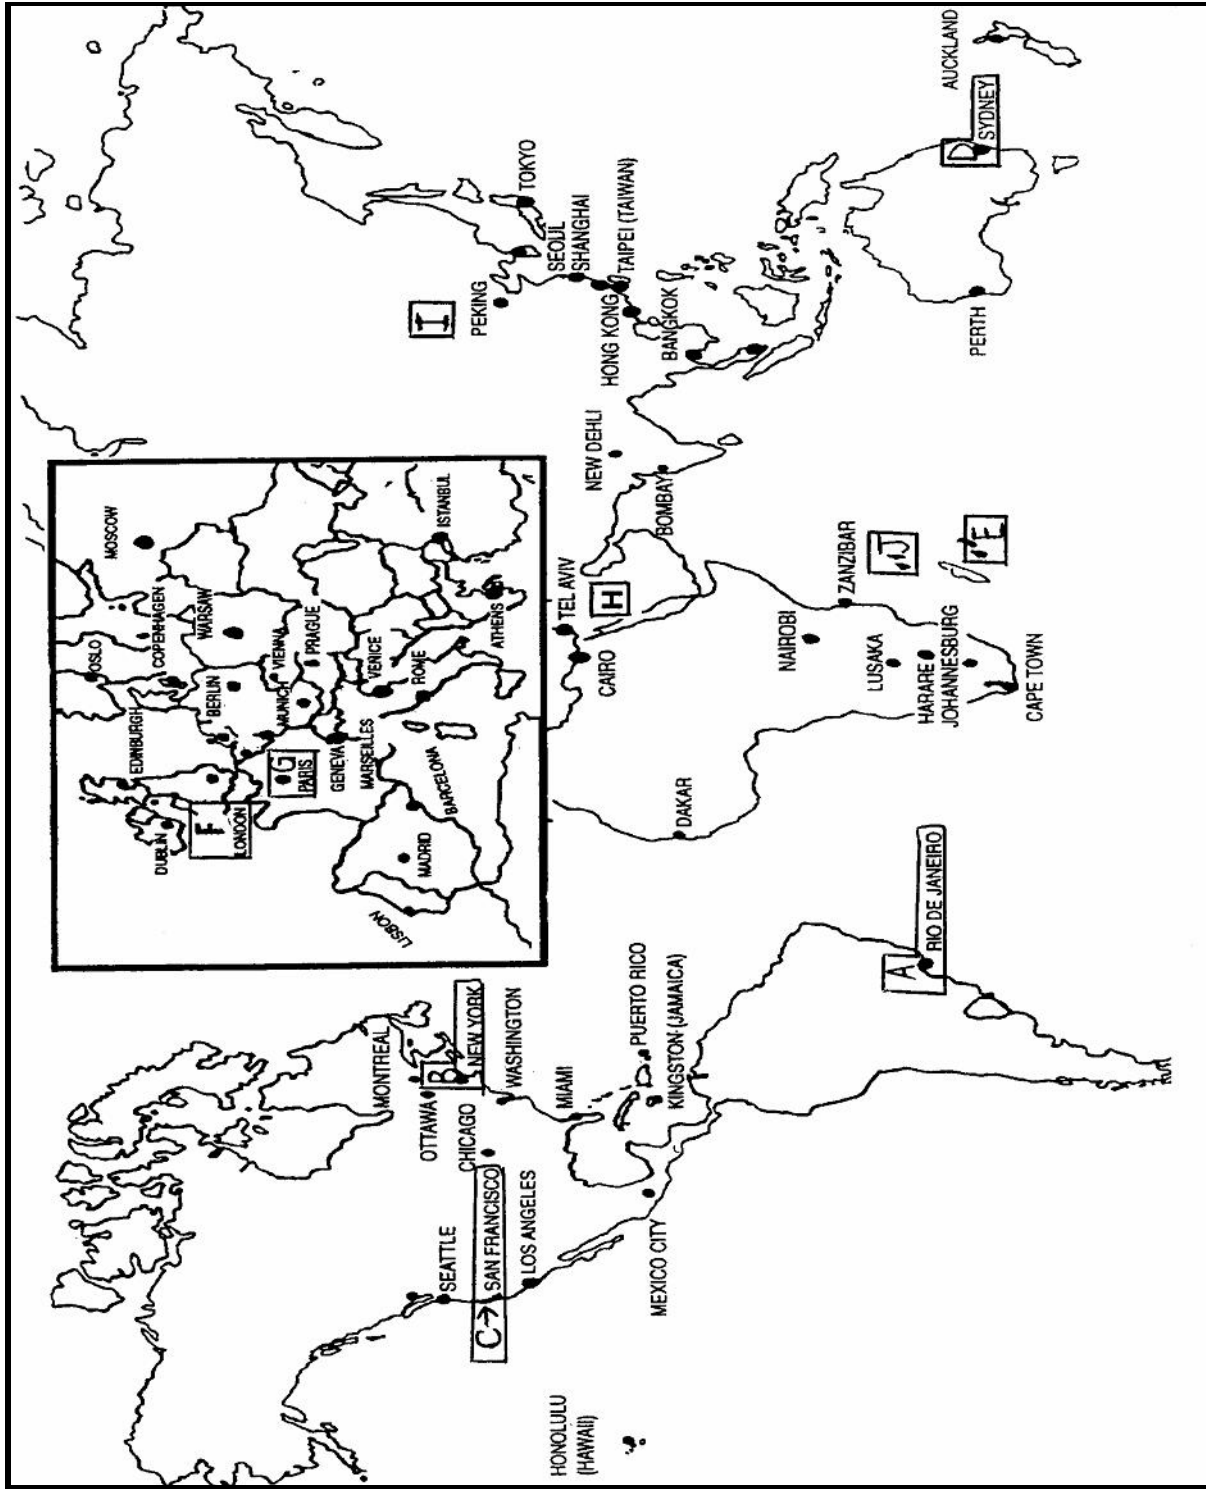 HONOLULU
(HAWAII)
SEATTLE
C→
SAN FRANCISCO
LOS ANGELES
MEXICO CITY
CHICAGO
OTTAWA
MONTREAL
B
NEW YORK
WASHINGTON
MIAMI
PUERTO RICO
KINGSTON (JAMAICA)
A
RIO DE JANEIRO
LISBON
MADRID
BARCELONA
DUBLIN
EDINBURGH
F
LONDON
G
PARIS
GENEVA
MARSEILLES
OSLO
COPENHAGEN
BERLIN
MUNICH
WARSAW
VIENNA
PRAGUE
VENICE
ROME
ATHENS
ISTANBUL
MOSCOW
DAKAR
CAIRO
TEL AVIV
H
NAIROBI
ZANZIBAR
LUSAKA
HARARE
JOHANNESBURG
CAPE TOWN
J
E
NEW DEHLI
BOMBAY
I
PEKING
SEOUL
SHANGHAI
TOKYO
HONG KONG
TAIPEI (TAIWAN)
BANGKOK
PERTH
D
SYDNEY
AUCKLAND